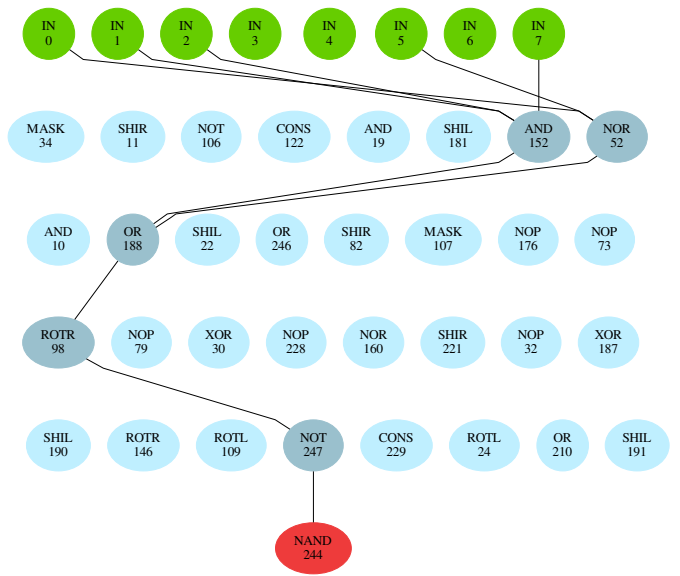 IN IN IN IN IN IN IN IN
0 1 2 3 4 5 6 7
MASK SHIR NOT CONS AND SHIL AND NOR
34 11 106 122 19 181 152 52
AND OR SHIL OR SHIR MASK NOP NOP
10 188 22 246 82 107 176 73
ROTR NOP XOR NOP NOR SHIR NOP XOR
98 79 30 228 160 221 32 187
SHIL ROTR ROTL NOT CONS ROTL OR SHIL
190 146 109 247 229 24 210 191
NAND
244